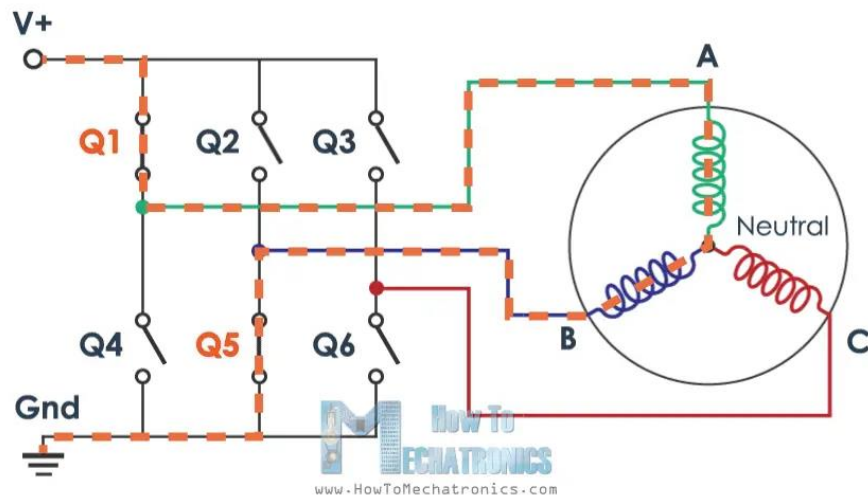 V+
A
Q1
Q2
Q3
Neutral
B
C
Q4
Q5
Q6
Gnd
How To
MECHATRONICS
www.HowToMechatronics.com